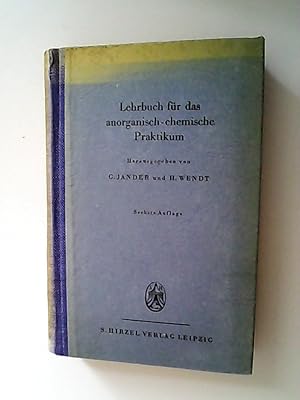 Lehrbuch für das
anorganisch-chemische
Praktikum
Herausgegeben von
G. JANDER und H. WENDT
Sechste Auflage
S. HIRZEL VERLAG LEIPZIG